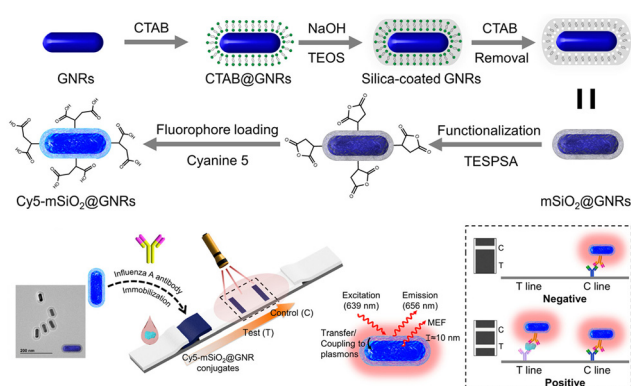 CTAB
NaOH
TEOS
CTAB
Removal
GNRs
CTAB@GNRs
Silica-coated GNRs
Fluorophore loading
Cyanine 5
Functionalization
TESPSA
Cy5-mSiO₂@GNRs
mSiO₂@GNRs
Influenza A antibody
Immobilization
Control (C)
Test (T)
Cy5-mSiO₂@GNR
conjugates
Excitation
(639 nm)
Emission
(656 nm)
MEF
Transfer/
Coupling to
plasmons
C
T
T line
C line
Negative
C
T
T line
C line
Positive